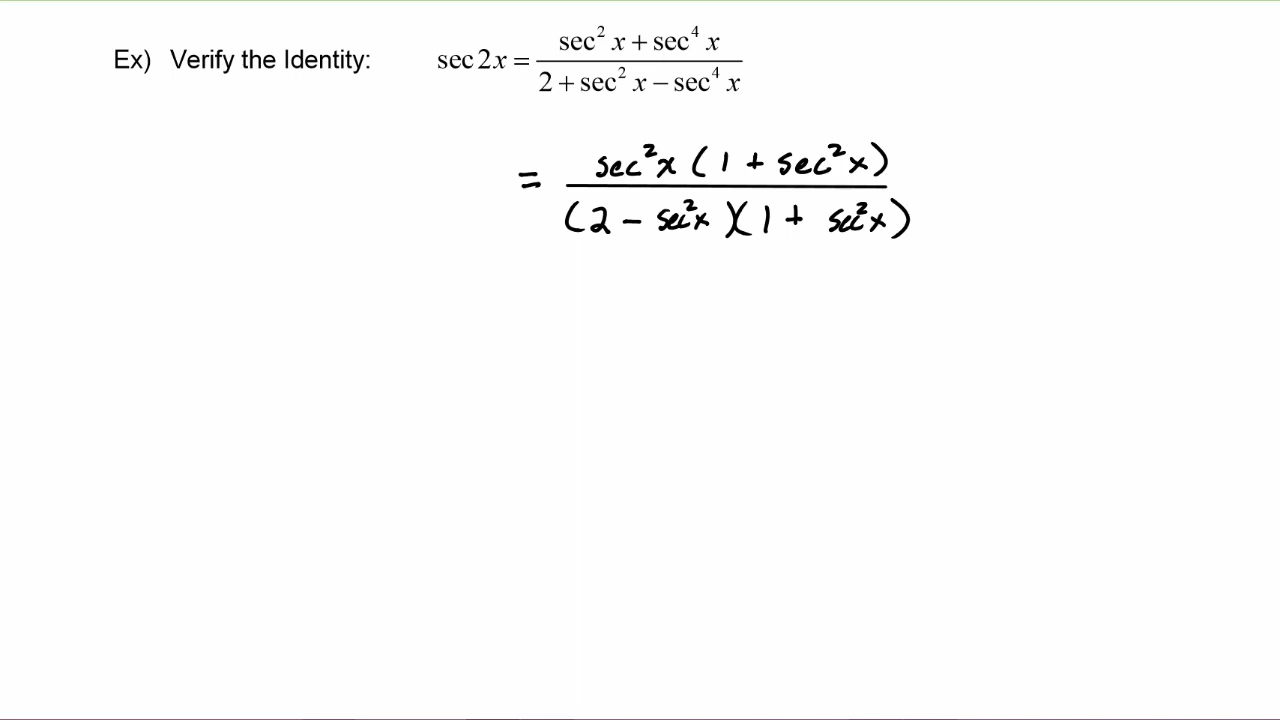 Ex) Verify the Identity: sec 2x = (sec² x + sec⁴ x) / (2 + sec² x − sec⁴ x)
= sec²x (1 + sec²x) / (2 − sec²x)(1 + sec²x)